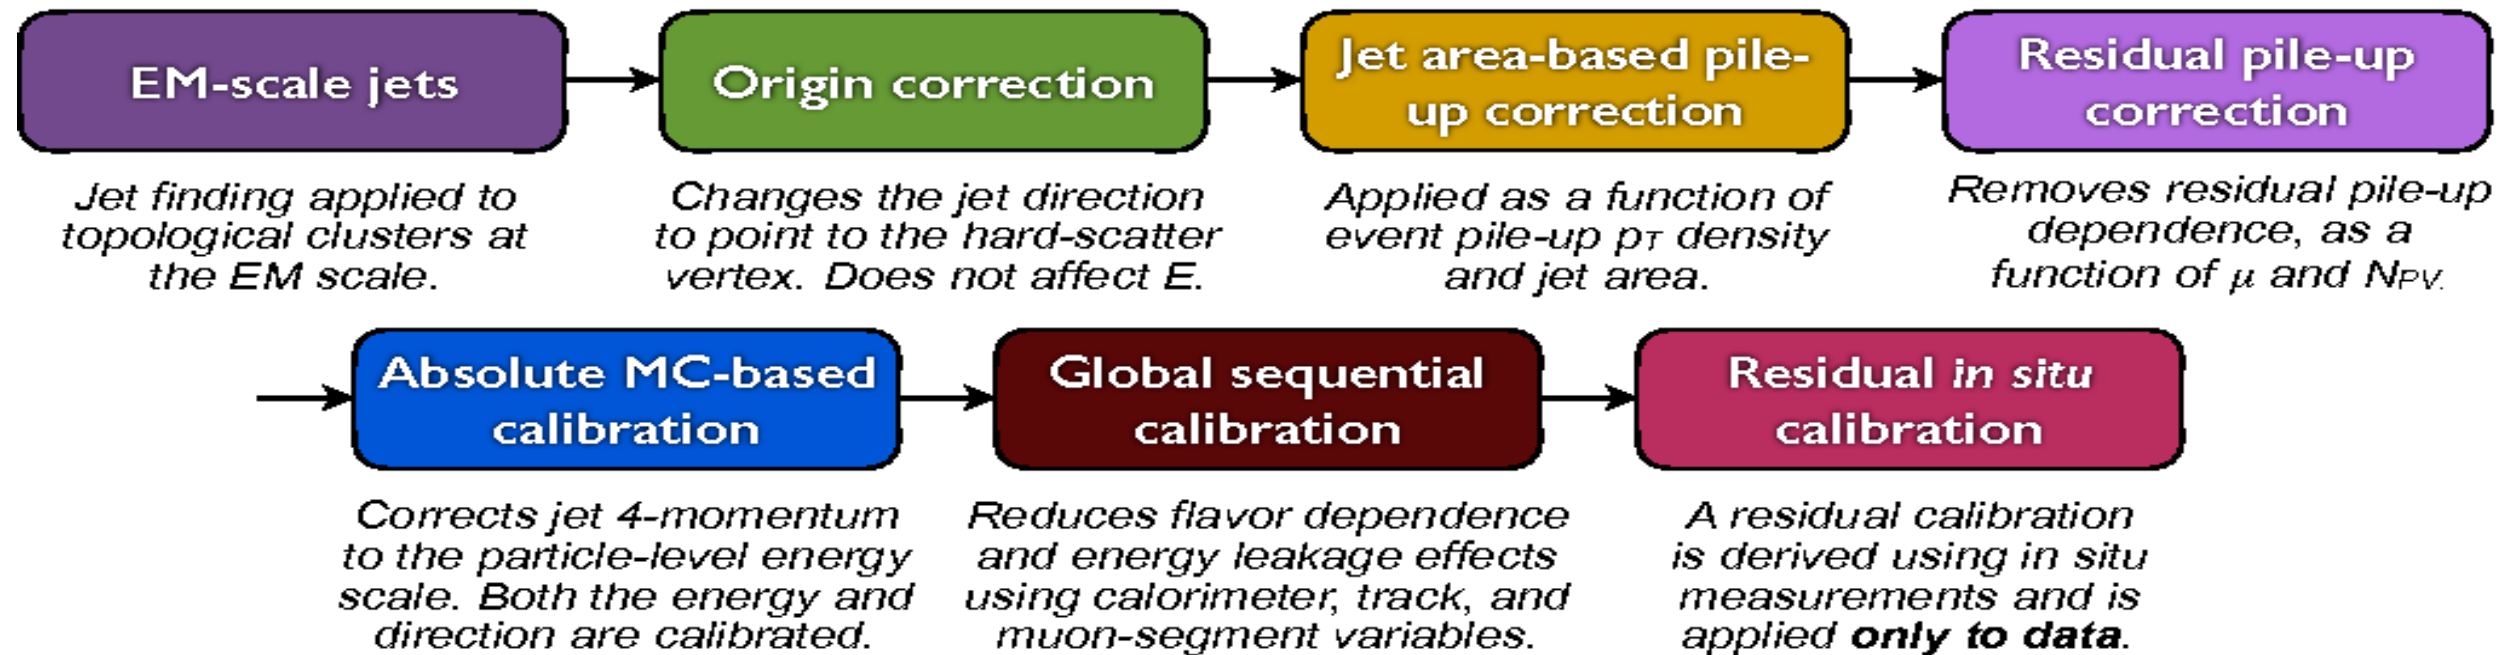 EM-scale jets
Origin correction
Jet area-based pile-
up correction
Residual pile-up
correction
Jet finding applied to
topological clusters at
the EM scale.
Changes the jet direction
to point to the hard-scatter
vertex. Does not affect E.
Applied as a function of
event pile-up pT density
and jet area.
Removes residual pile-up
dependence, as a
function of μ and NPV.
Absolute MC-based
calibration
Global sequential
calibration
Residual in situ
calibration
Corrects jet 4-momentum
to the particle-level energy
scale. Both the energy and
direction are calibrated.
Reduces flavor dependence
and energy leakage effects
using calorimeter, track, and
muon-segment variables.
A residual calibration
is derived using in situ
measurements and is
applied only to data.